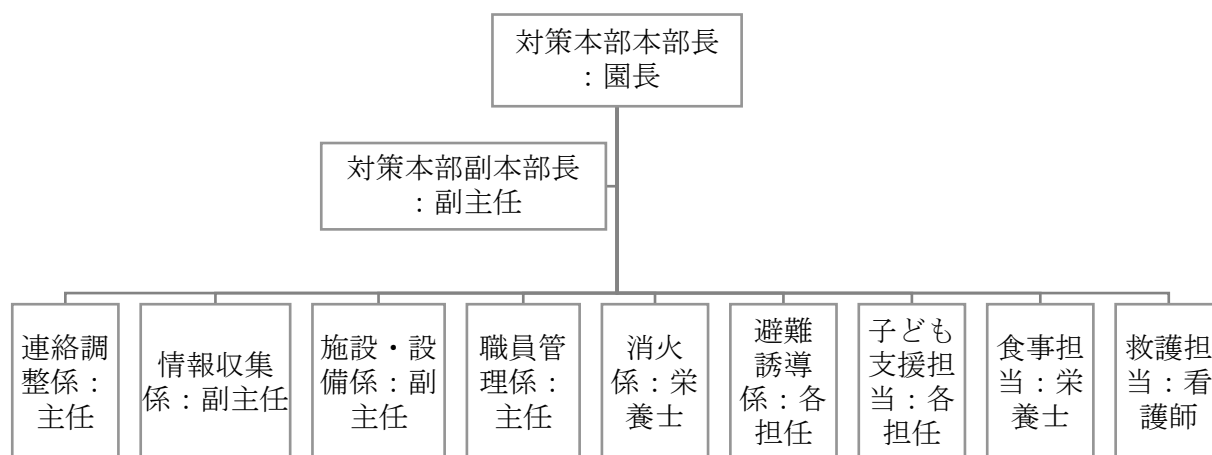 対策本部本部長
：園長
対策本部副本部長
：副主任
連絡調
整係：
主任
情報収集
係：副主任
施設・設
備係：副
主任
職員管
理係：主
任
消火
係：栄
養士
避難
誘導
係：各
担任
子ども
支援担
当：各
担任
食事担
当：栄
養士
救護担
当：看
護師